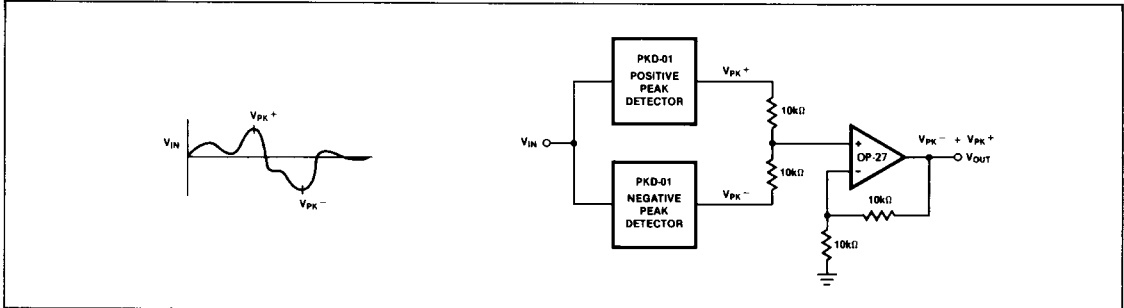 V_PK+
V_IN
V_PK−
PKD-01
POSITIVE
PEAK
DETECTOR
V_PK+
10kΩ
V_IN
10kΩ
PKD-01
NEGATIVE
PEAK
DETECTOR
V_PK−
+
OP-27
−
V_PK− + V_PK+
V_OUT
10kΩ
10kΩ